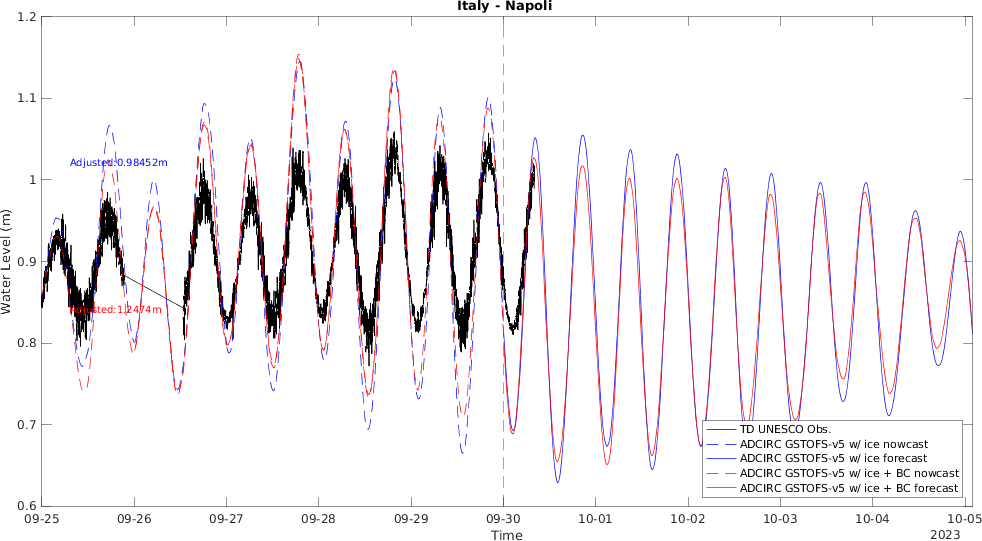 Italy - Napoli
1.2
1.1
1
0.9
0.8
0.7
0.6
Water Level (m)
Adjusted:0.98452m
Adjusted:1.2474m
TD UNESCO Obs.
ADCIRC GSTOFS-v5 w/ ice nowcast
ADCIRC GSTOFS-v5 w/ ice forecast
ADCIRC GSTOFS-v5 w/ ice + BC nowcast
ADCIRC GSTOFS-v5 w/ ice + BC forecast
09-25 09-26 09-27 09-28 09-29 09-30 10-01 10-02 10-03 10-04 10-05
Time
2023